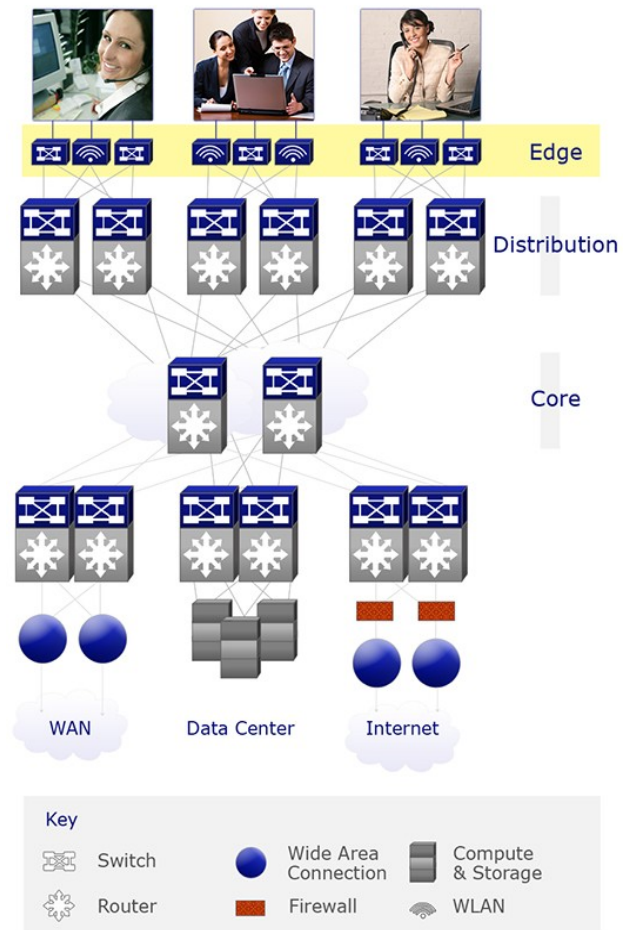 Edge
Distribution
Core
WAN
Data Center
Internet
Key
Switch
Wide Area
Connection
Compute
& Storage
Router
Firewall
WLAN